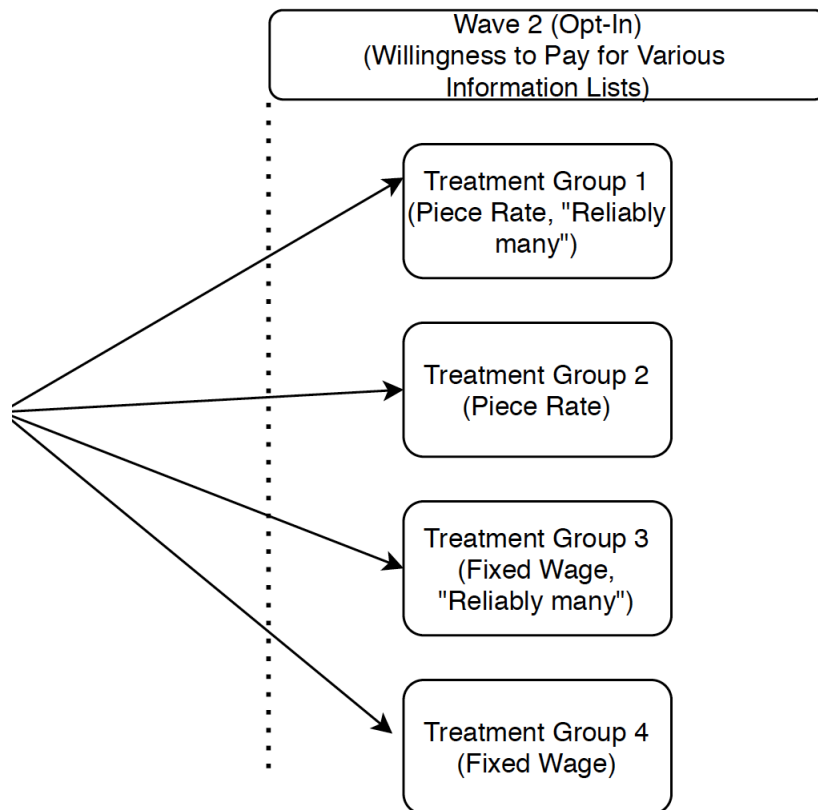 Wave 2 (Opt-In)
(Willingness to Pay for Various
Information Lists)
Treatment Group 1
(Piece Rate, "Reliably
many")
Treatment Group 2
(Piece Rate)
Treatment Group 3
(Fixed Wage,
"Reliably many")
Treatment Group 4
(Fixed Wage)